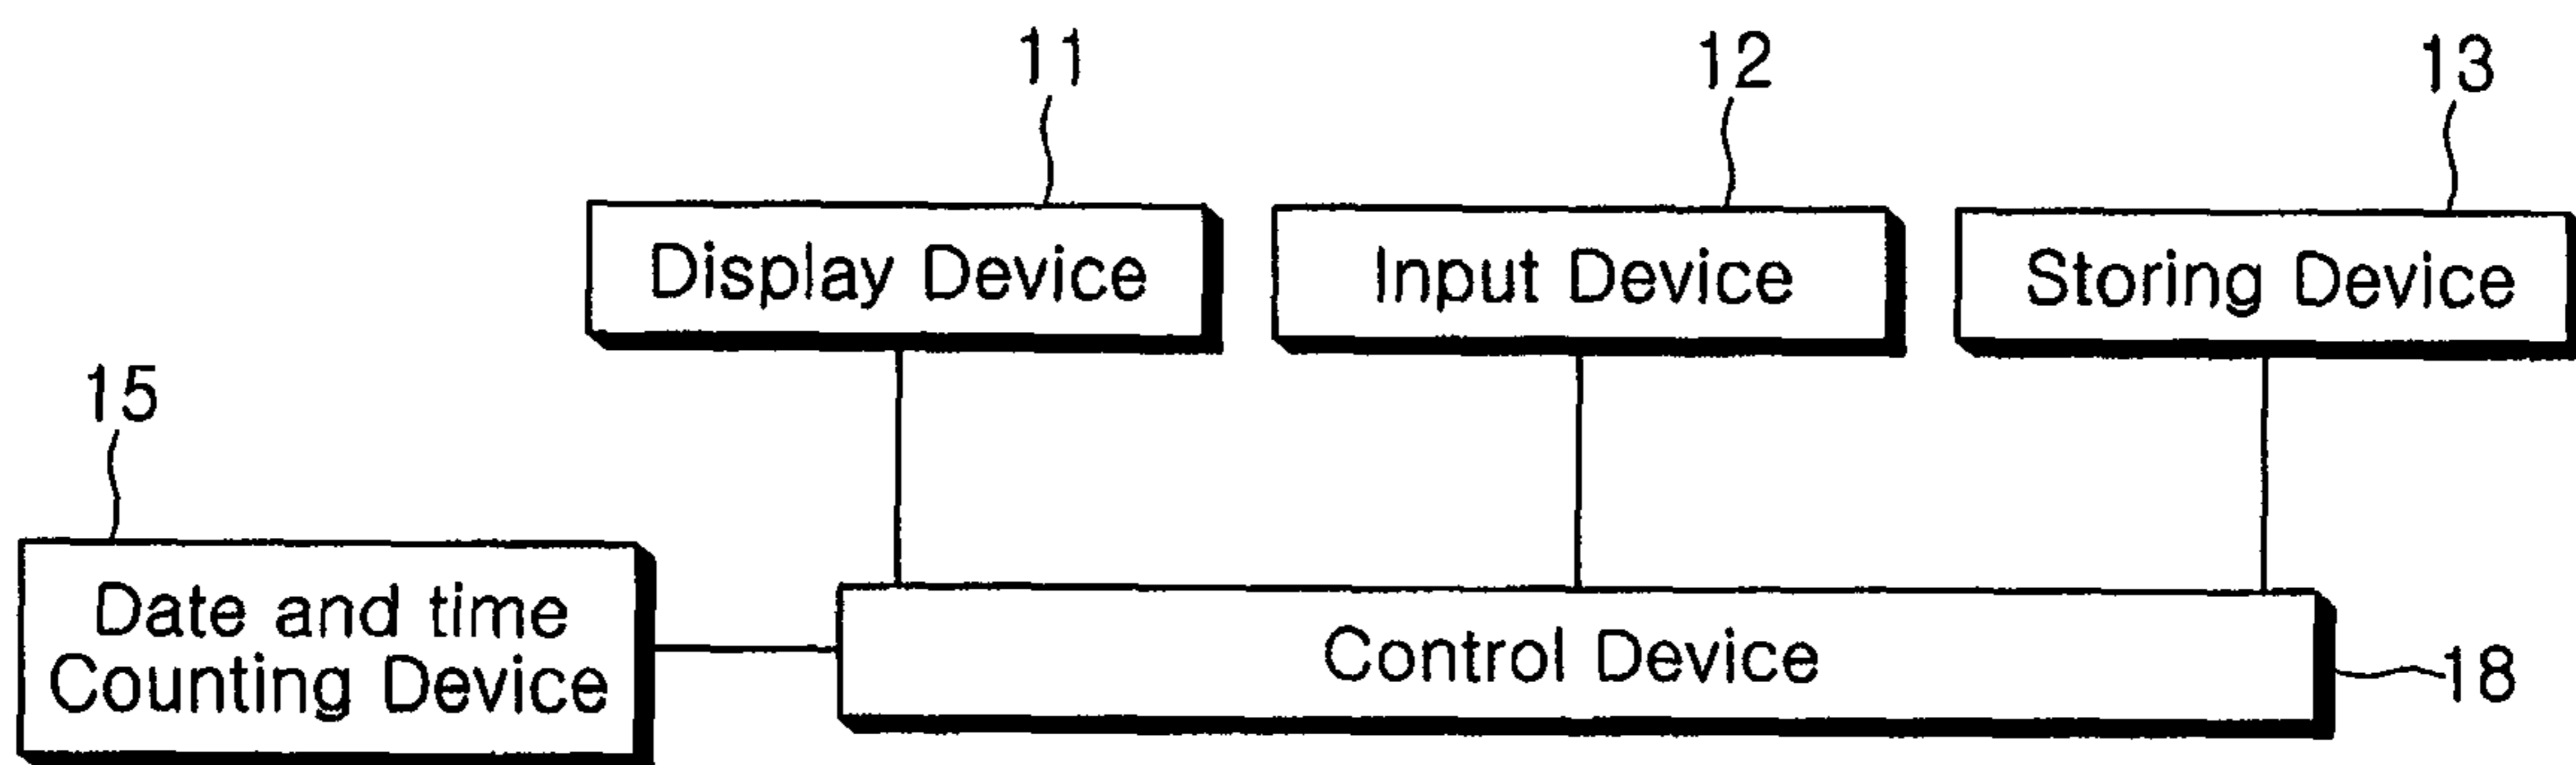 11
12
13
Display Device
Input Device
Storing Device
15
Date and time
Counting Device
Control Device
18